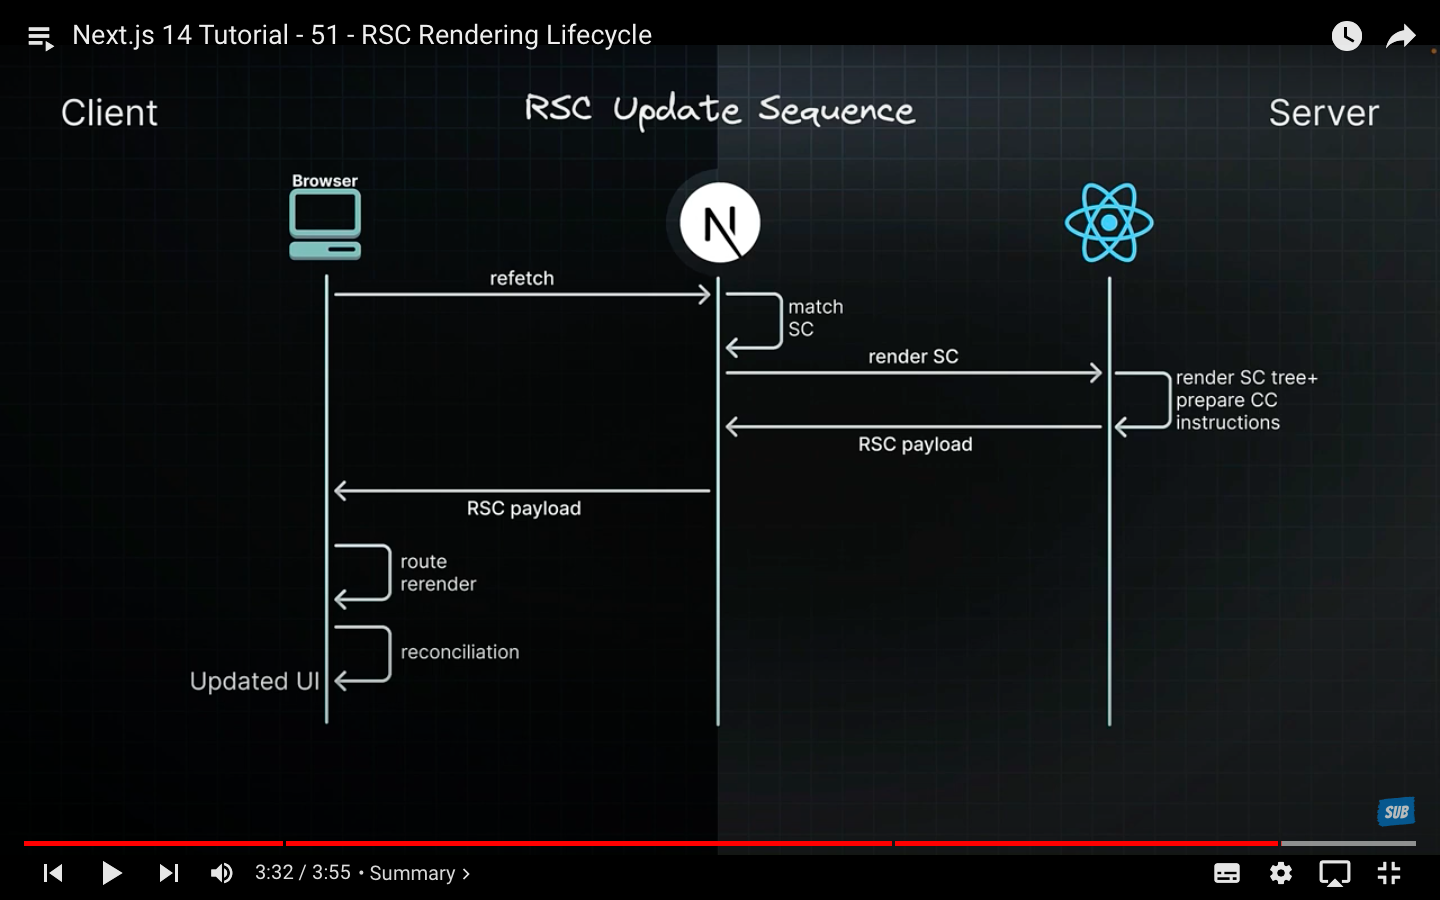 Next.js 14 Tutorial - 51 - RSC Rendering Lifecycle
Client
RSC Update Sequence
Server
Browser
N
refetch
match
SC
render SC
render SC tree+
prepare CC
instructions
RSC payload
RSC payload
route
rerender
reconciliation
Updated UI
SUB
3:32 / 3:55 • Summary >